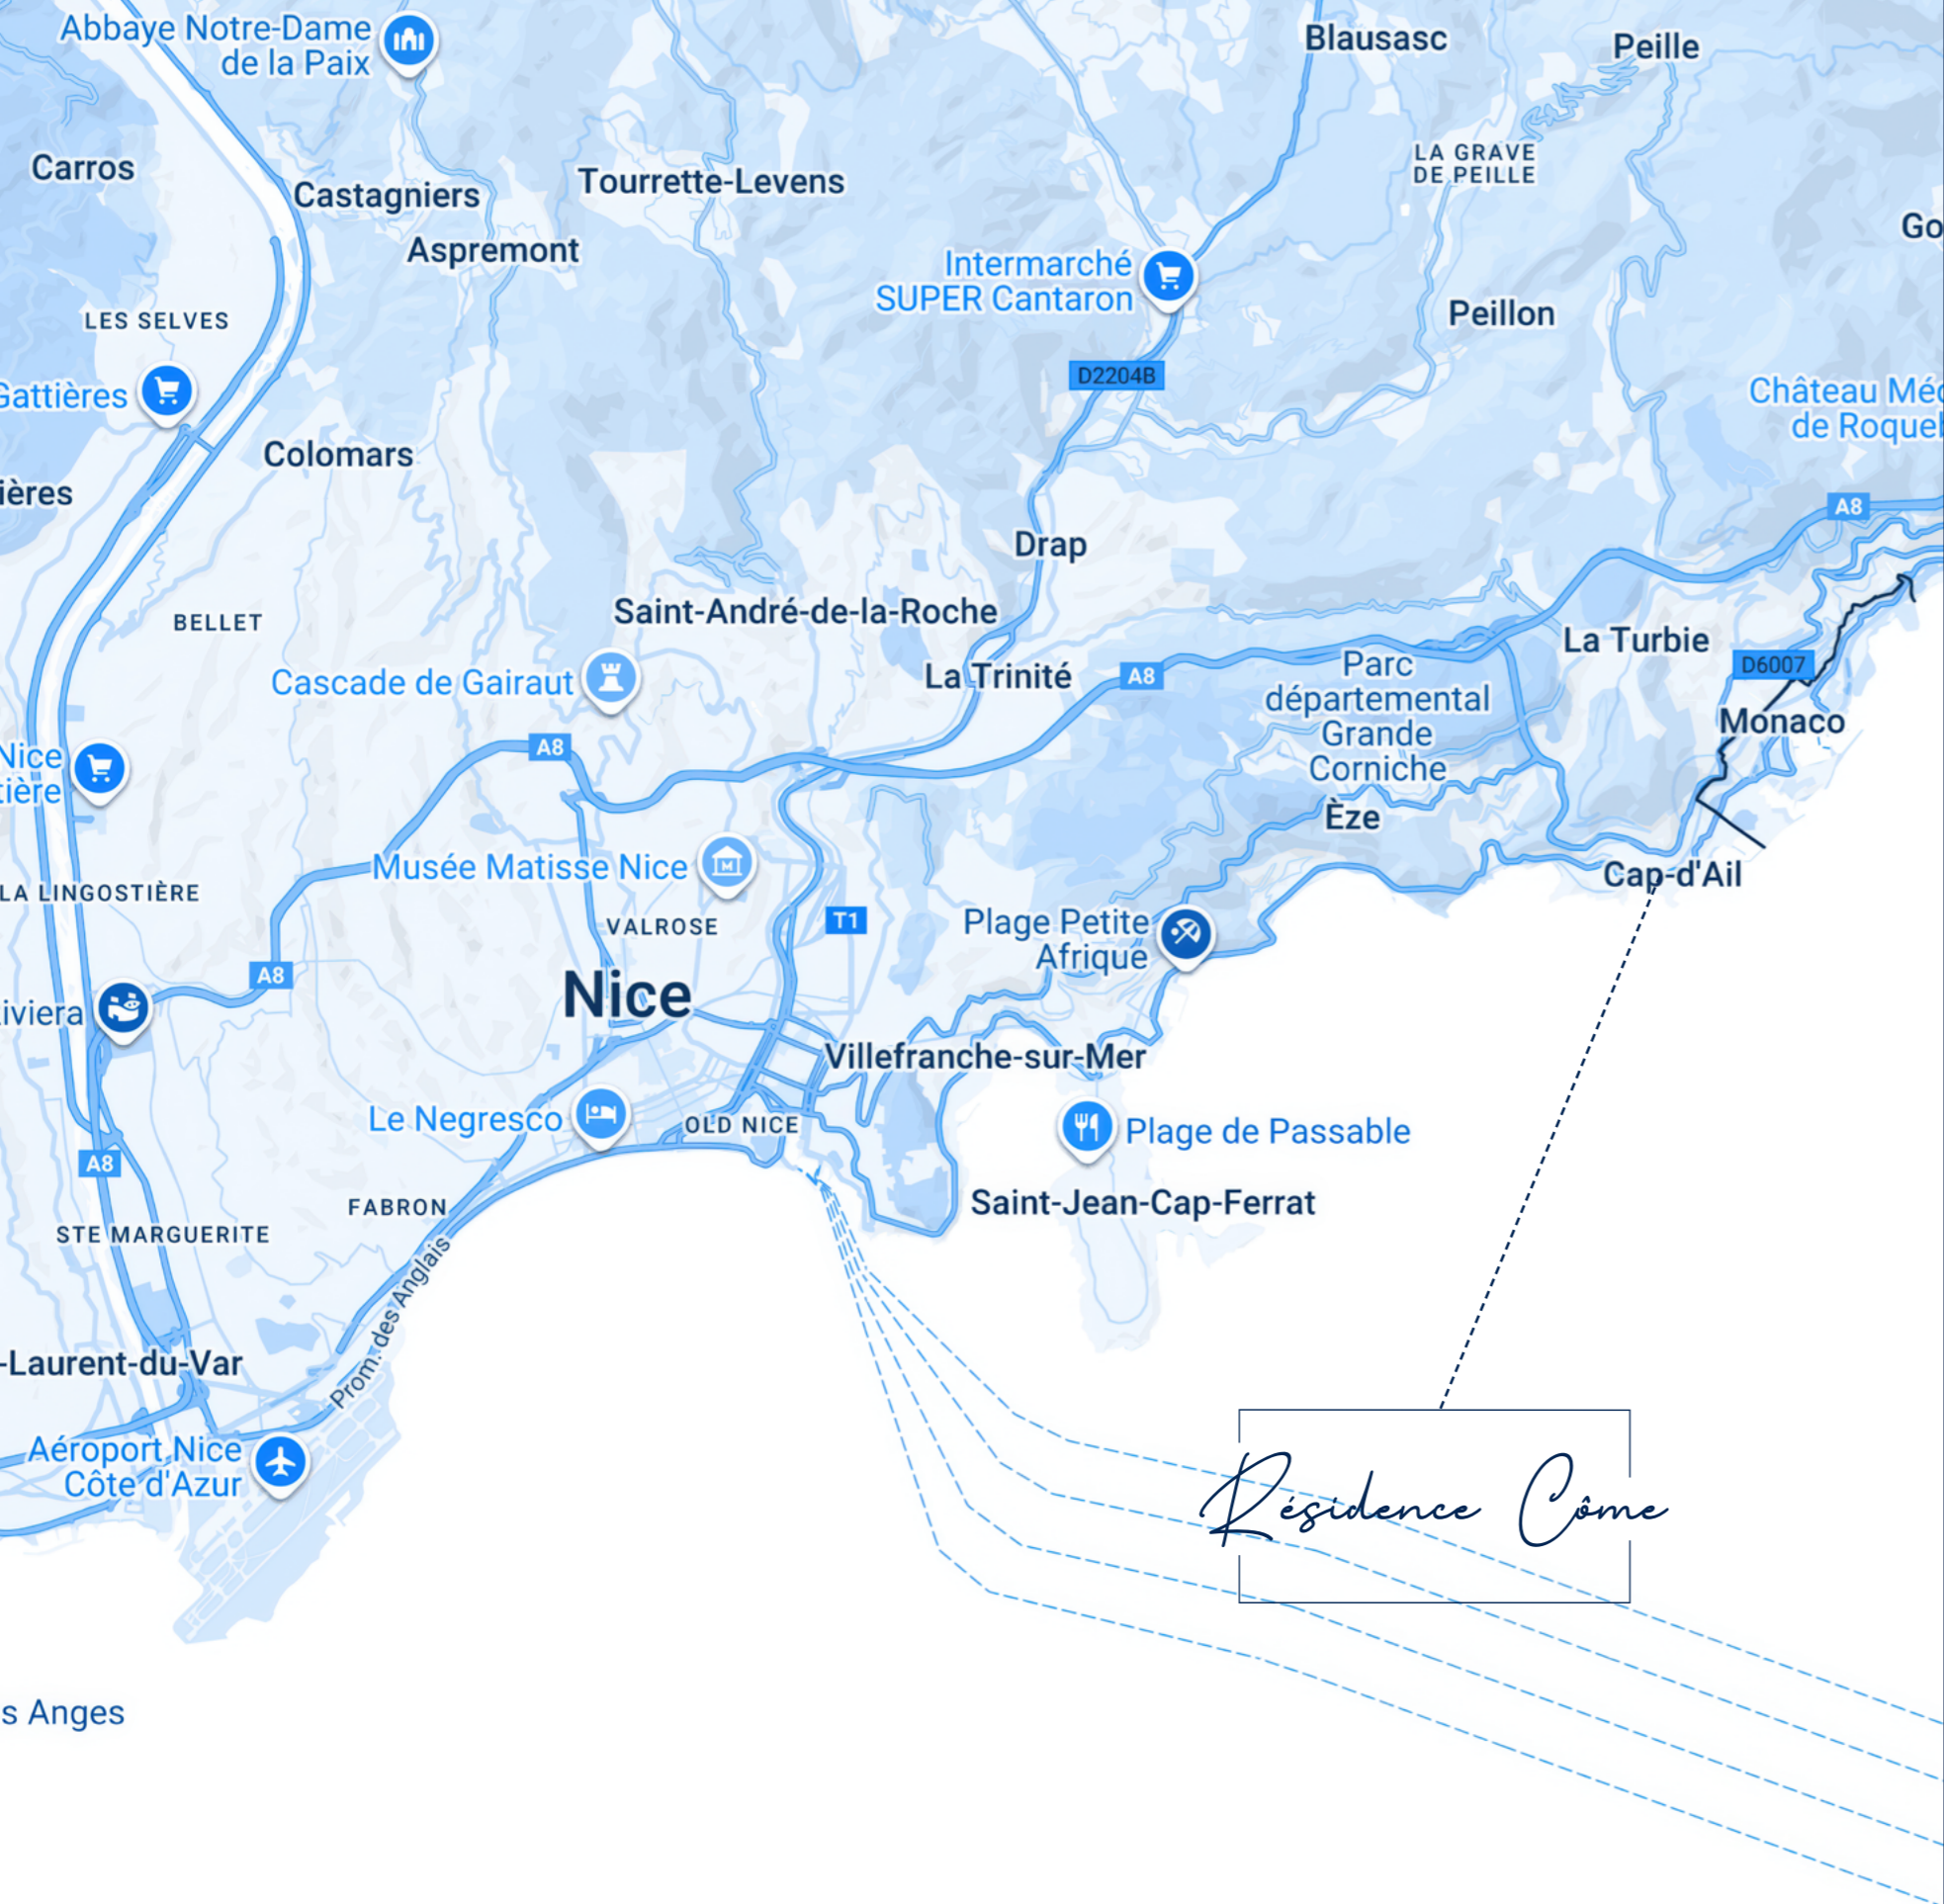 Abbaye Notre-Dame
de la Paix
Blausasc
Peille
Carros
Castagniers
Tourrette-Levens
LA GRAVE
DE PEILLE
Aspremont
Go
Intermarché
SUPER Cantaron
LES SELVES
Peillon
Gattières
D2204B
Château Méd
de Roqueb
Colomars
ières
A8
Drap
BELLET
Saint-André-de-la-Roche
La Turbie
Cascade de Gairaut
La Trinité
A8
Parc
départemental
Grande
Corniche
D6007
Monaco
A8
Nice
tière
Èze
Musée Matisse Nice
Cap-d'Ail
LA LINGOSTIÈRE
VALROSE
T1
Plage Petite
Afrique
A8
Nice
iviera
Villefranche-sur-Mer
Le Negresco
OLD NICE
Plage de Passable
A8
FABRON
Saint-Jean-Cap-Ferrat
STE MARGUERITE
Prom. des Anglais
-Laurent-du-Var
Aéroport Nice
Côte d'Azur
Résidence Côme
s Anges